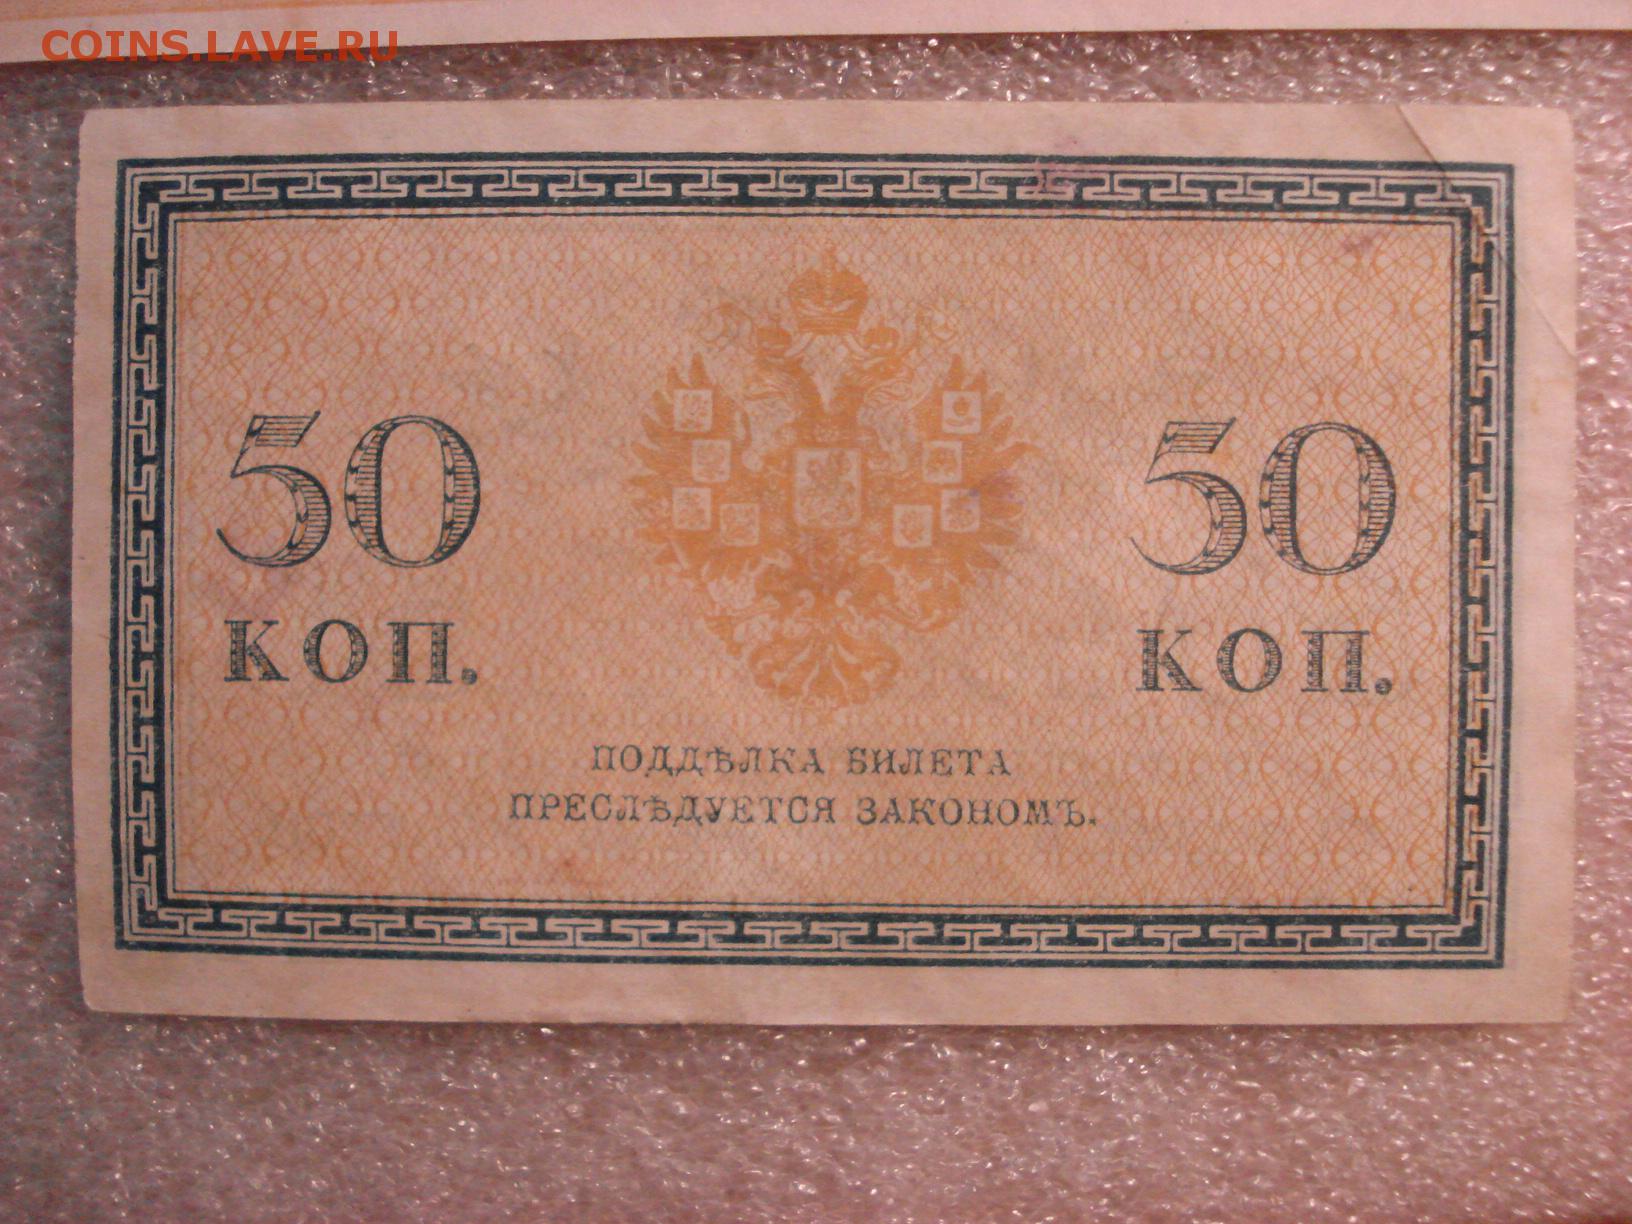 COINS.LAVE.RU
50 50
КОП. КОП.
ПОДДѢЛКА БИЛЕТА
ПРЕСЛѢДУЕТСЯ ЗАКОНОМЪ.